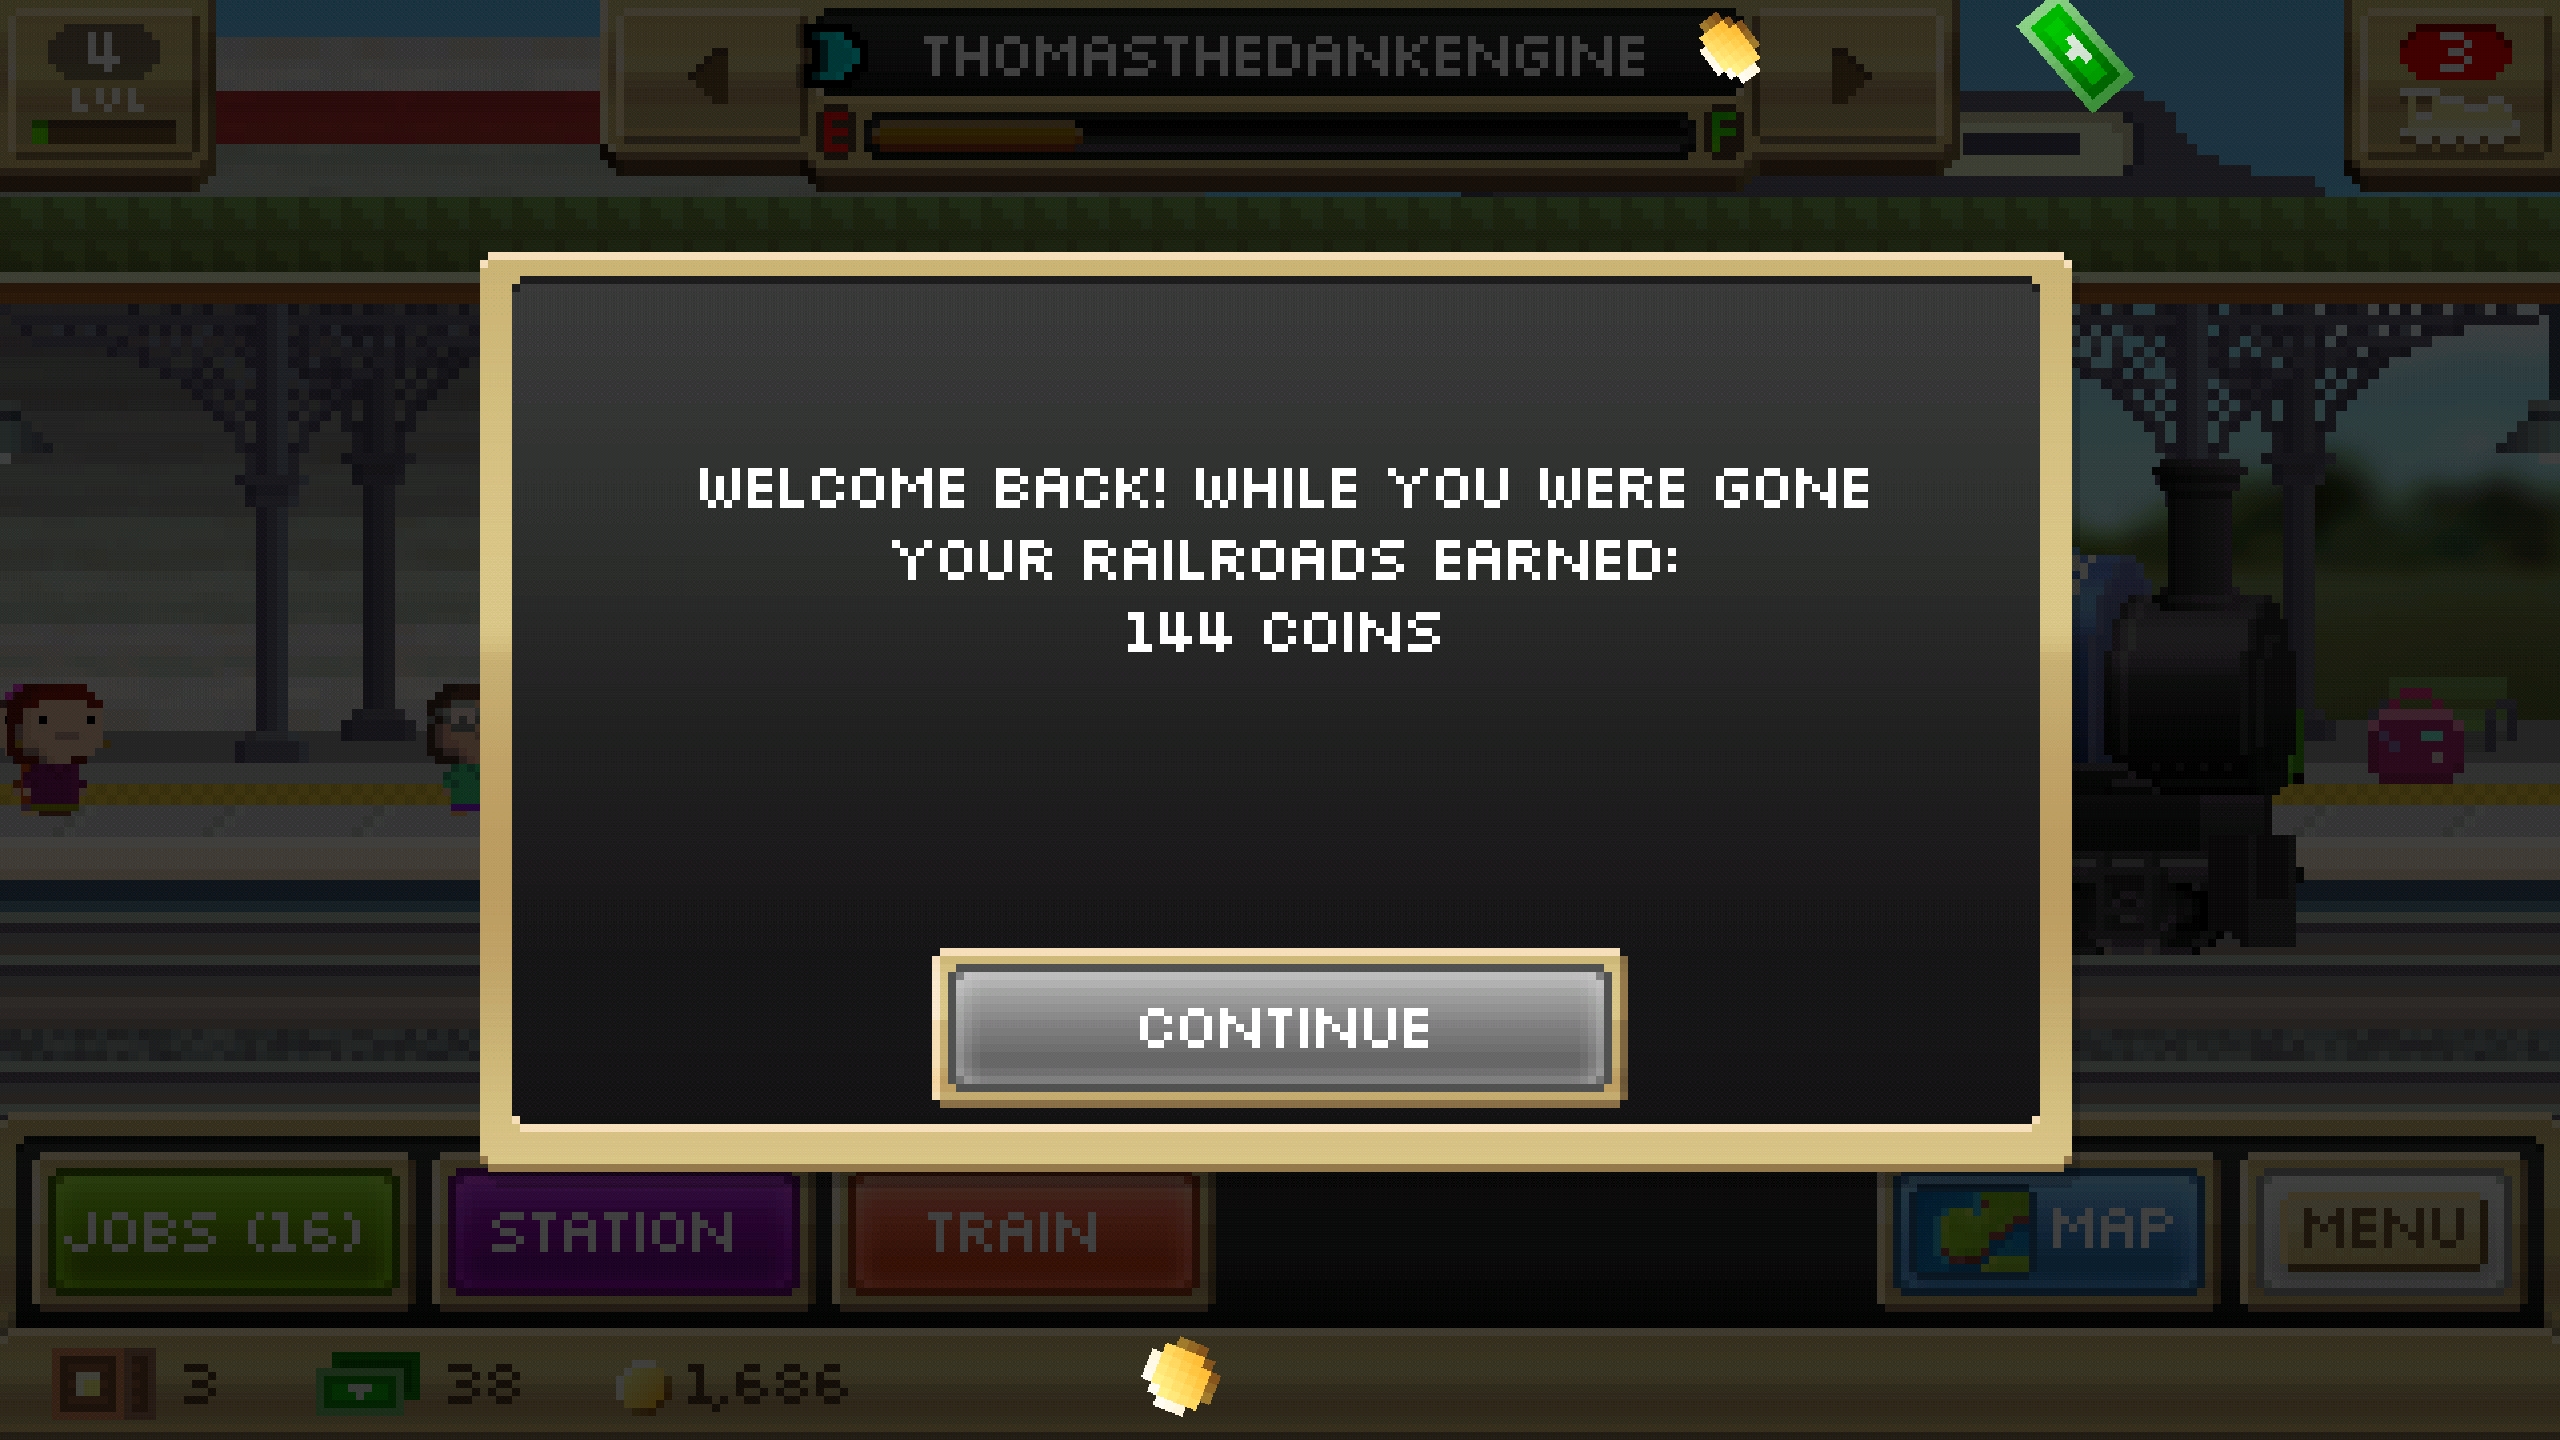 4
LVL
THOMASTHEDANKENGINE
E F
3
WELCOME BACK! WHILE YOU WERE GONE
YOUR RAILROADS EARNED:
144 COINS
CONTINUE
JOBS (16)
STATION
TRAIN
MAP
MENU
3
38
1,686